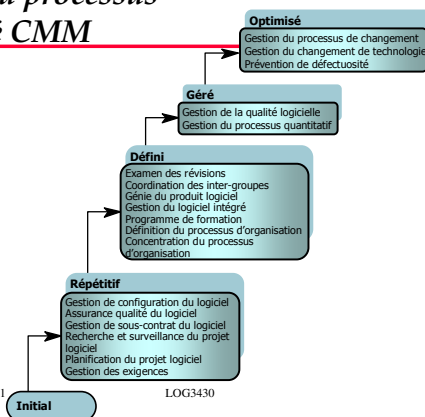 u processus
é CMM
Optimisé
Gestion du processus de changement
Gestion du changement de technologie
Prévention de défectuosité
Géré
Gestion de la qualité logicielle
Gestion du processus quantitatif
Défini
Examen des révisions
Coordination des inter-groupes
Génie du produit logiciel
Gestion du logiciel intégré
Programme de formation
Définition du processus d'organisation
Concentration du processus
d'organisation
Répétitif
Gestion de configuration du logiciel
Assurance qualité du logiciel
Gestion de sous-contrat du logiciel
Recherche et surveillance du projet
logiciel
Planification du projet logiciel
Gestion des exigences
1 LOG3430
Initial